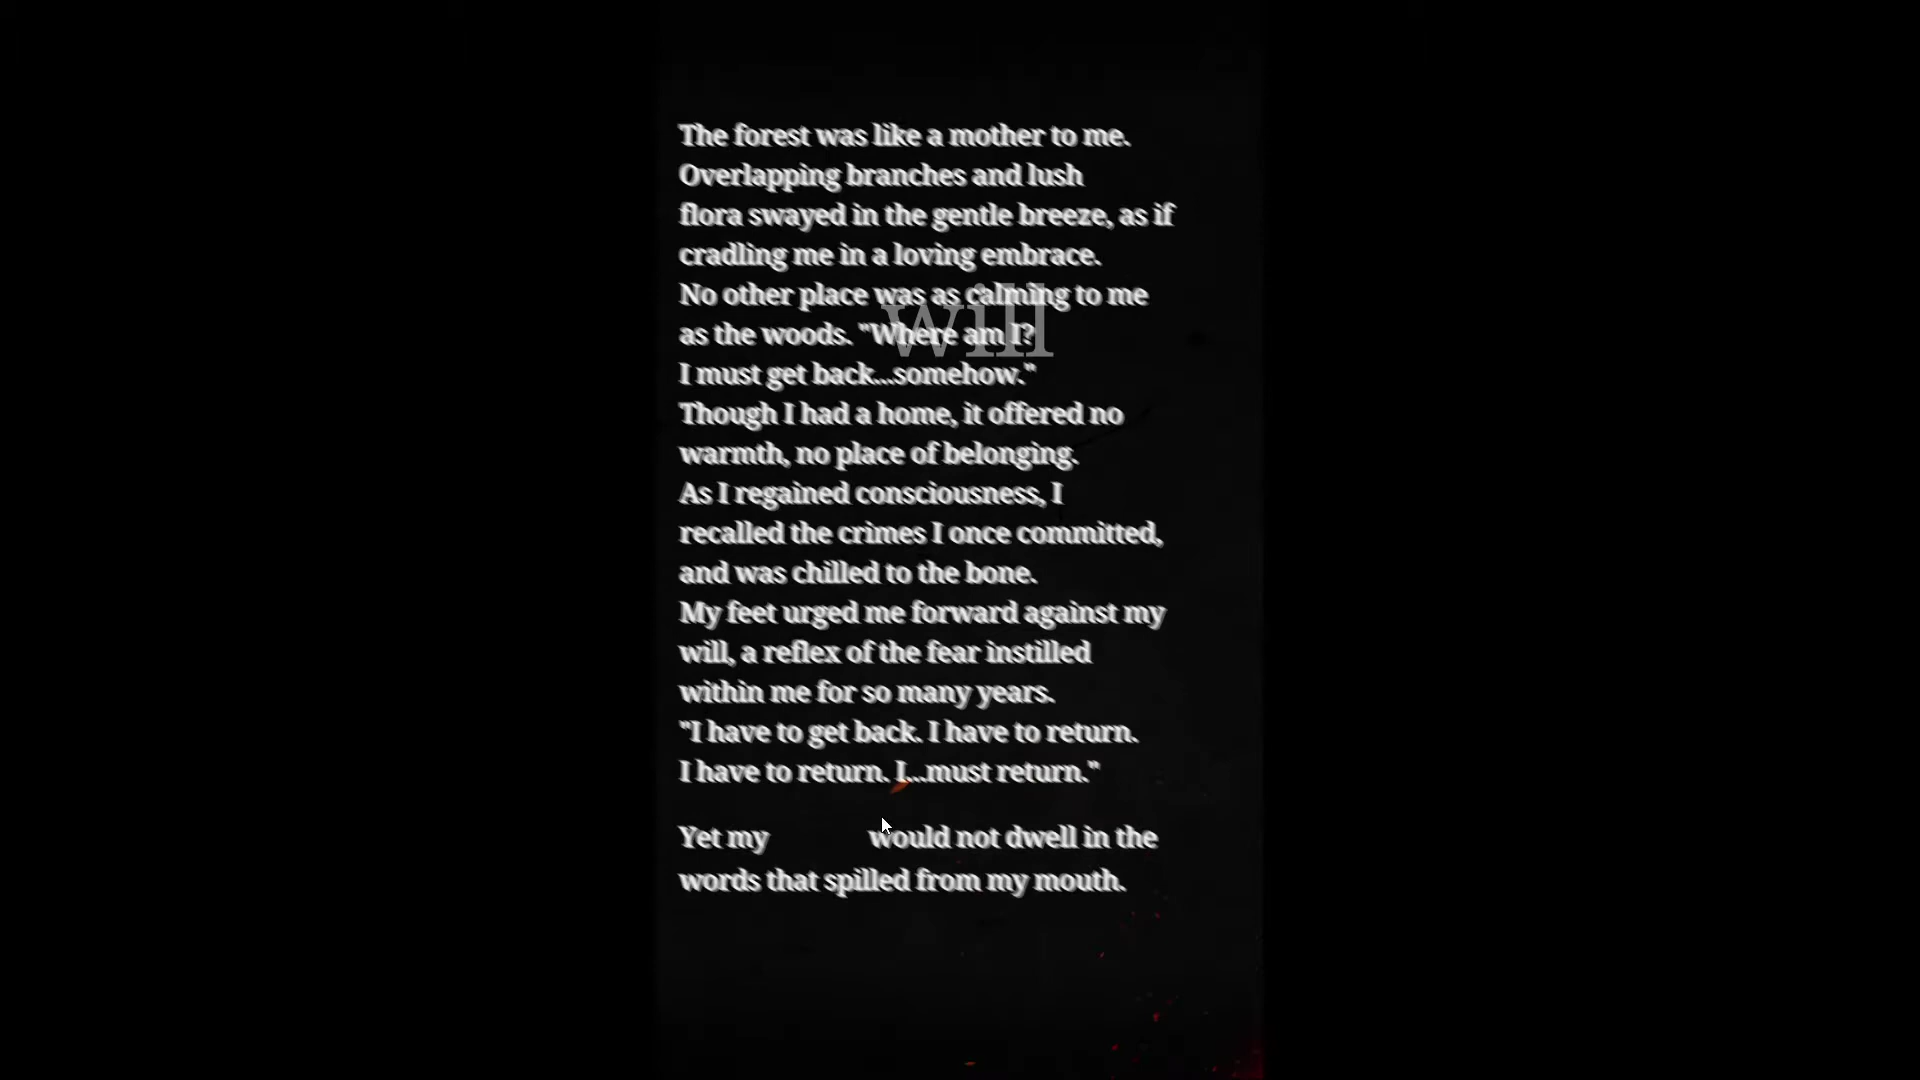 The forest was like a mother to me.
Overlapping branches and lush
flora swayed in the gentle breeze, as if
cradling me in a loving embrace.
No other place was as calming to me
as the woods. "Where am I?
will
I must get back...somehow."
Though I had a home, it offered no
warmth, no place of belonging.
As I regained consciousness, I
recalled the crimes I once committed,
and was chilled to the bone.
My feet urged me forward against my
will, a reflex of the fear instilled
within me for so many years.
"I have to get back. I have to return.
I have to return. I...must return."
Yet my would not dwell in the
words that spilled from my mouth.